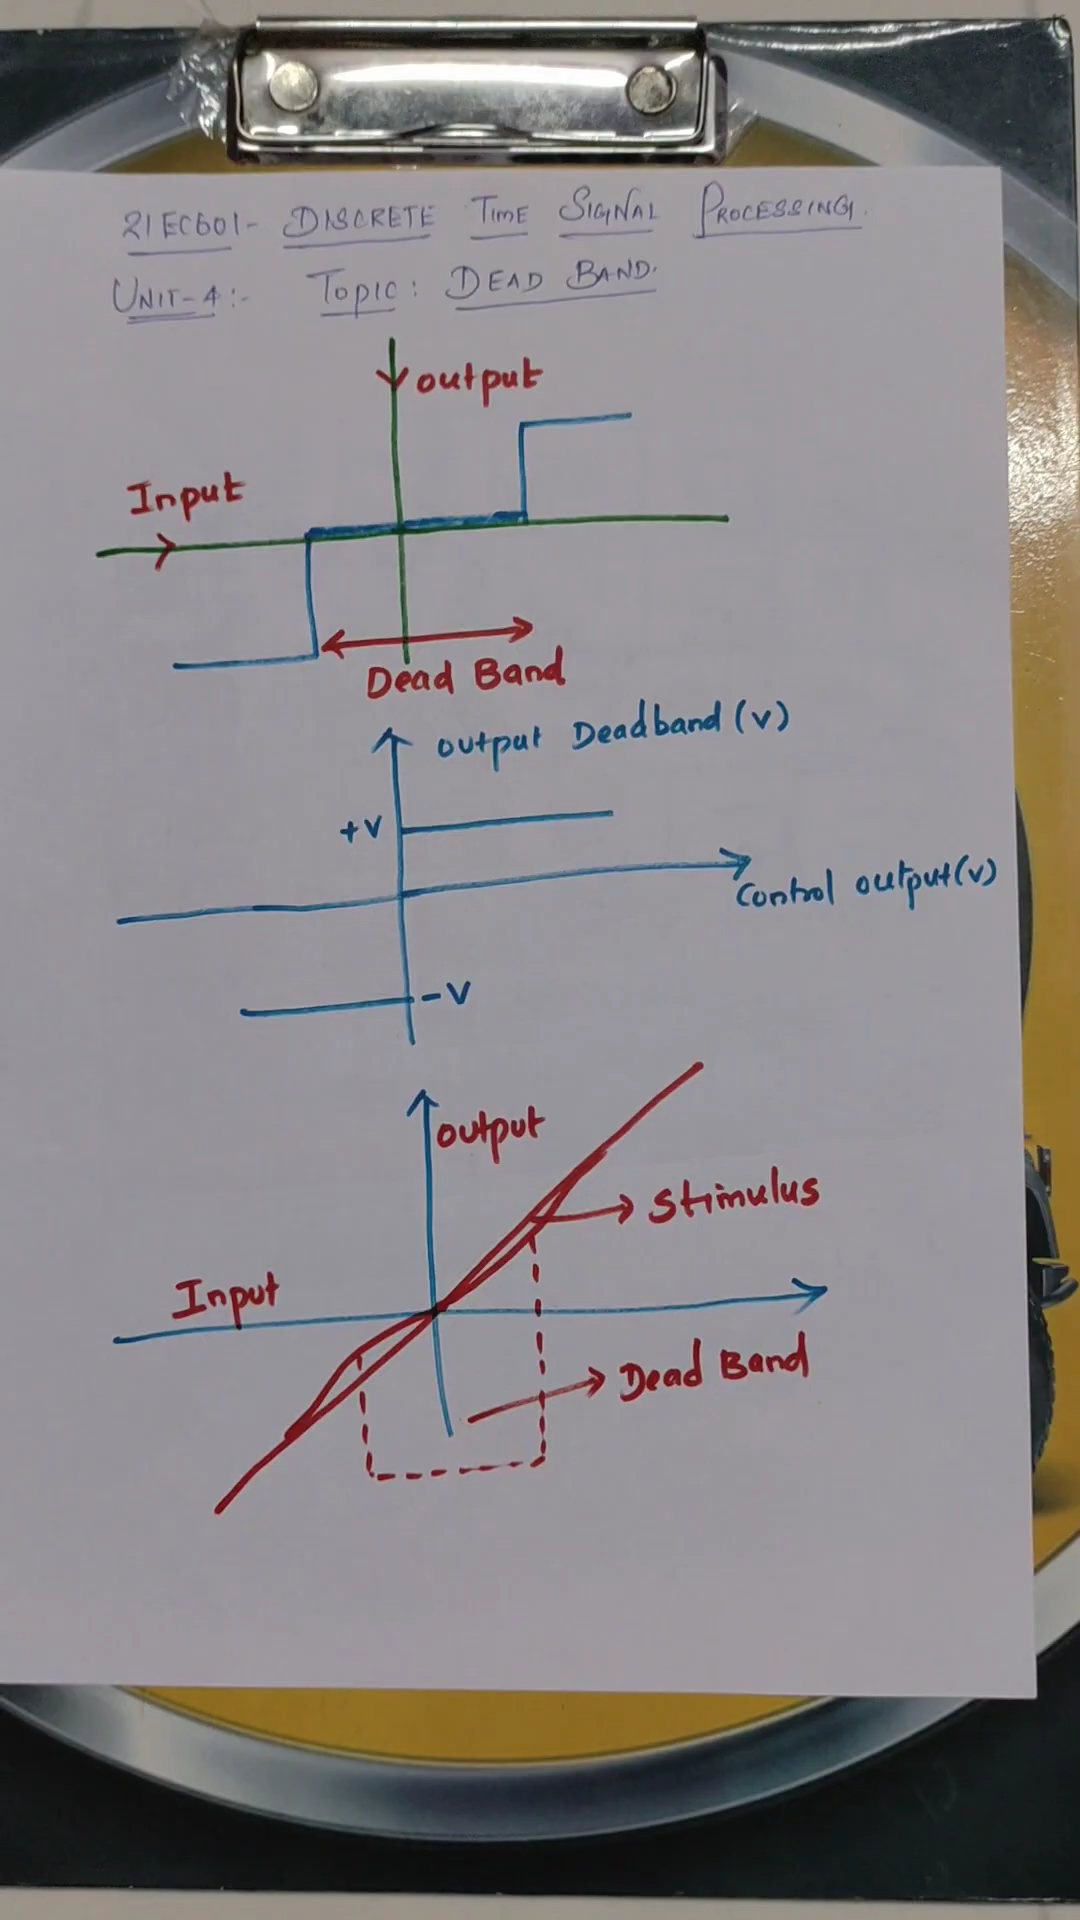 21EC601- DISCRETE TIME SIGNAL PROCESSING.
UNIT-4:- TOPIC: DEAD BAND.
output
Input
Dead Band
output Deadband (v)
+V
Control output(v)
-V
output
Stimulus
Input
Dead Band